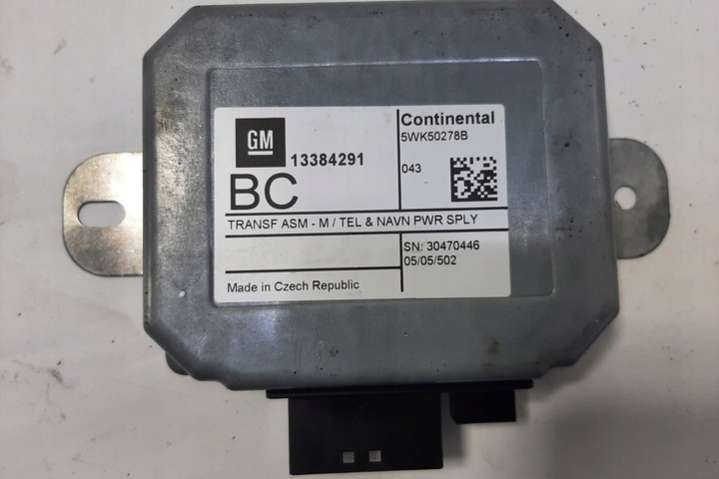 GM
13384291
BC
TRANSF ASM - M / TEL & NAVN PWR SPLY
Made in Czech Republic
Continental
5WK50278B
043
SN: 30470446
05/05/502